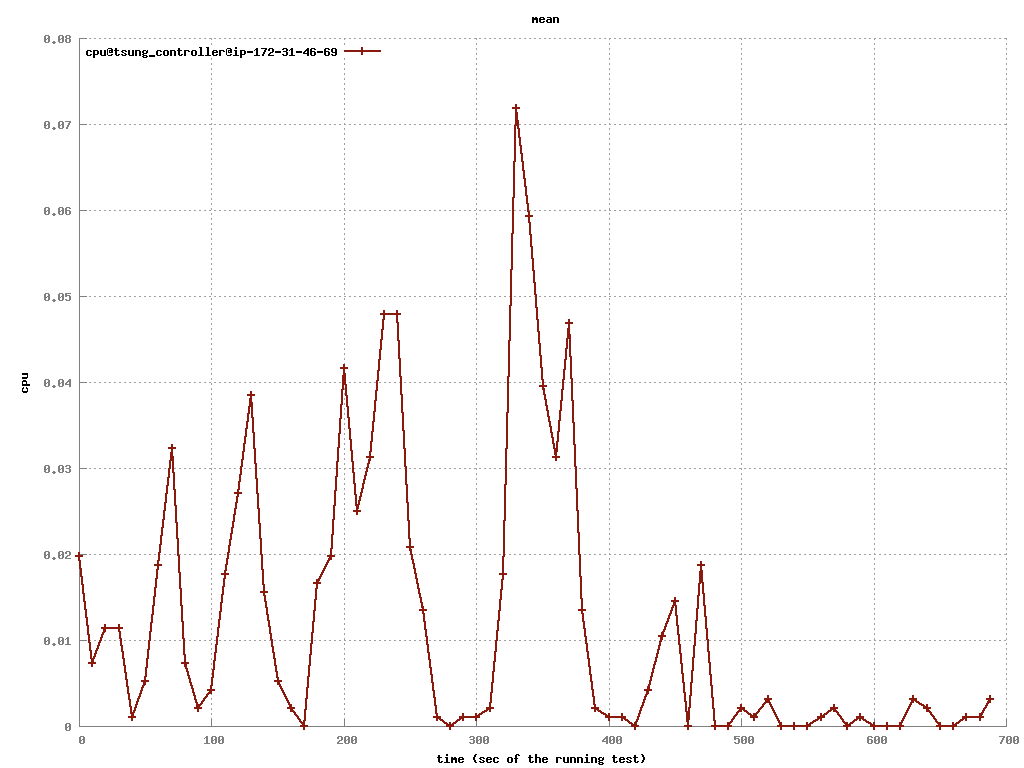 mean
0.08
cpu@tsung_controller@ip-172-31-46-69
0.07
0.06
0.05
cpu
0.04
0.03
0.02
0.01
0
0 100 200 300 400 500 600 700
time (sec of the running test)